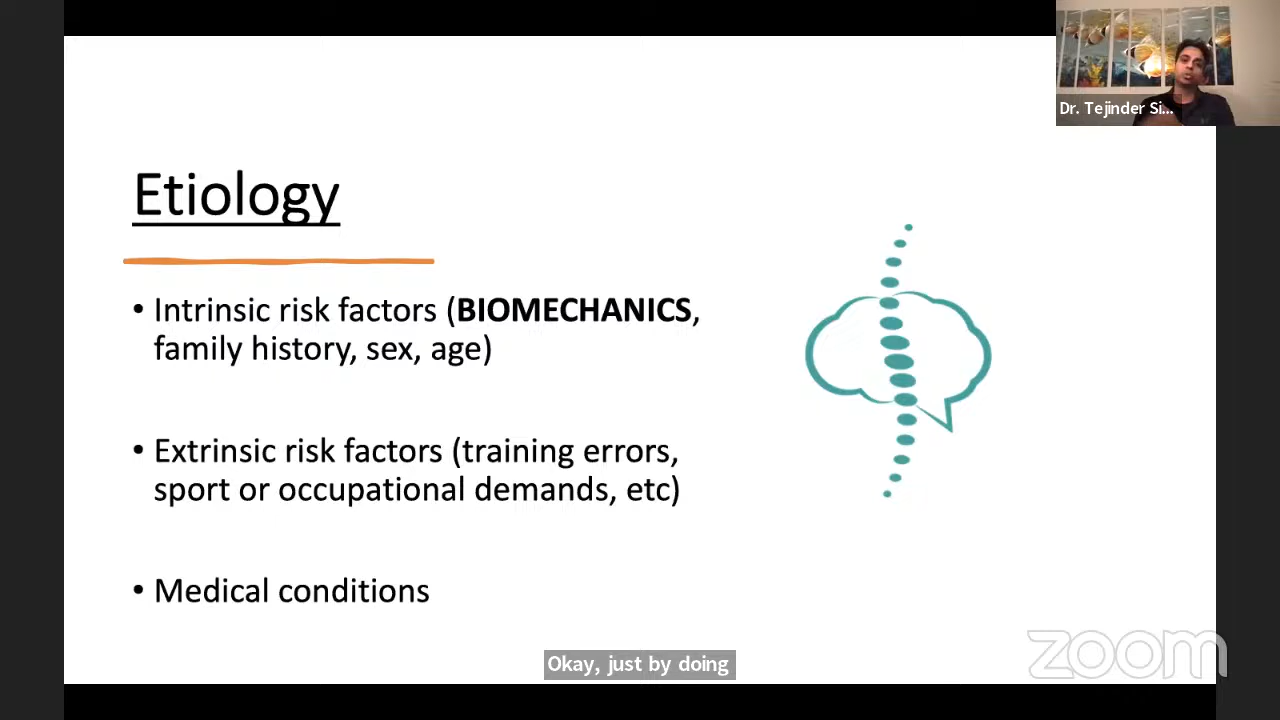 Dr. Tejinder Si...
Etiology
• Intrinsic risk factors (BIOMECHANICS,
family history, sex, age)
• Extrinsic risk factors (training errors,
sport or occupational demands, etc)
• Medical conditions
Okay, just by doing
zoom